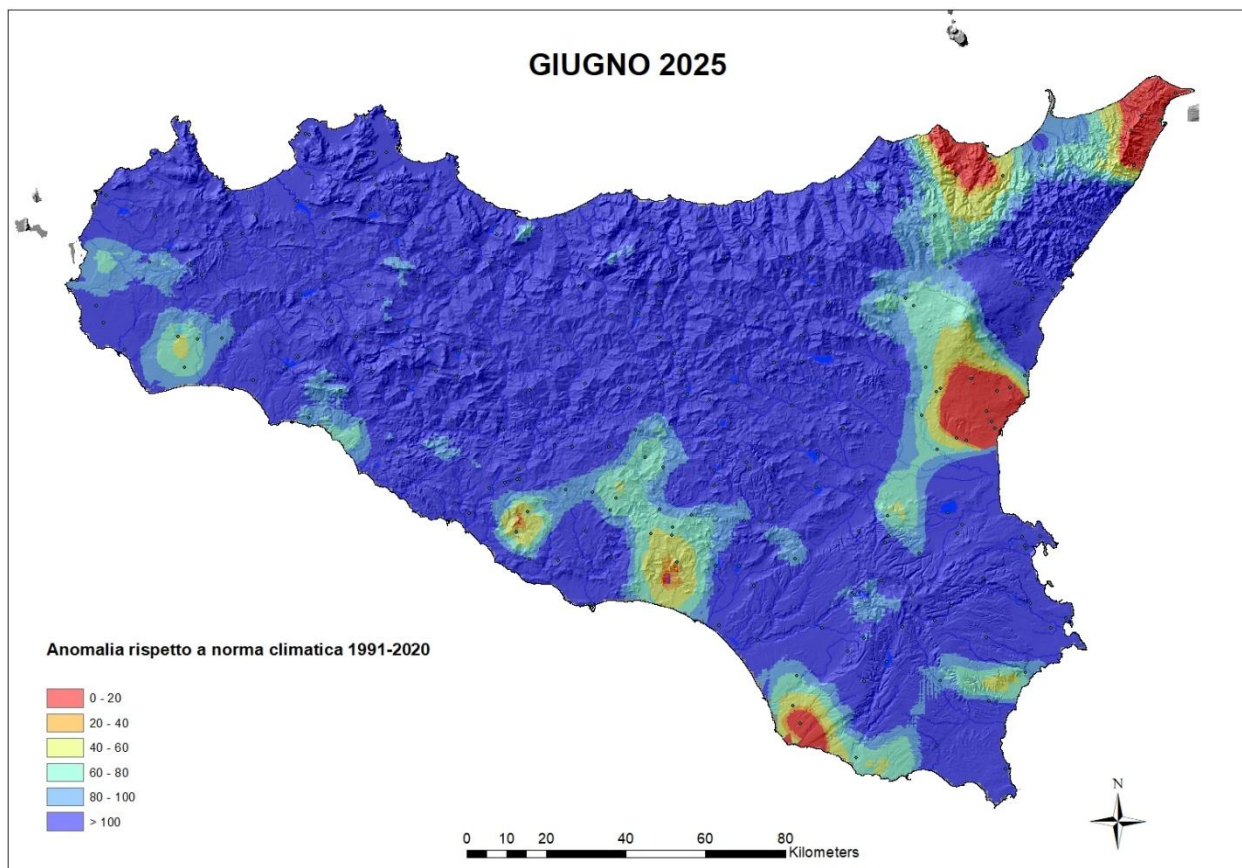 GIUGNO 2025
Anomalia rispetto a norma climatica 1991-2020
0 - 20
20 - 40
40 - 60
60 - 80
80 - 100
> 100
N
0 10 20 40 60 80
Kilometers